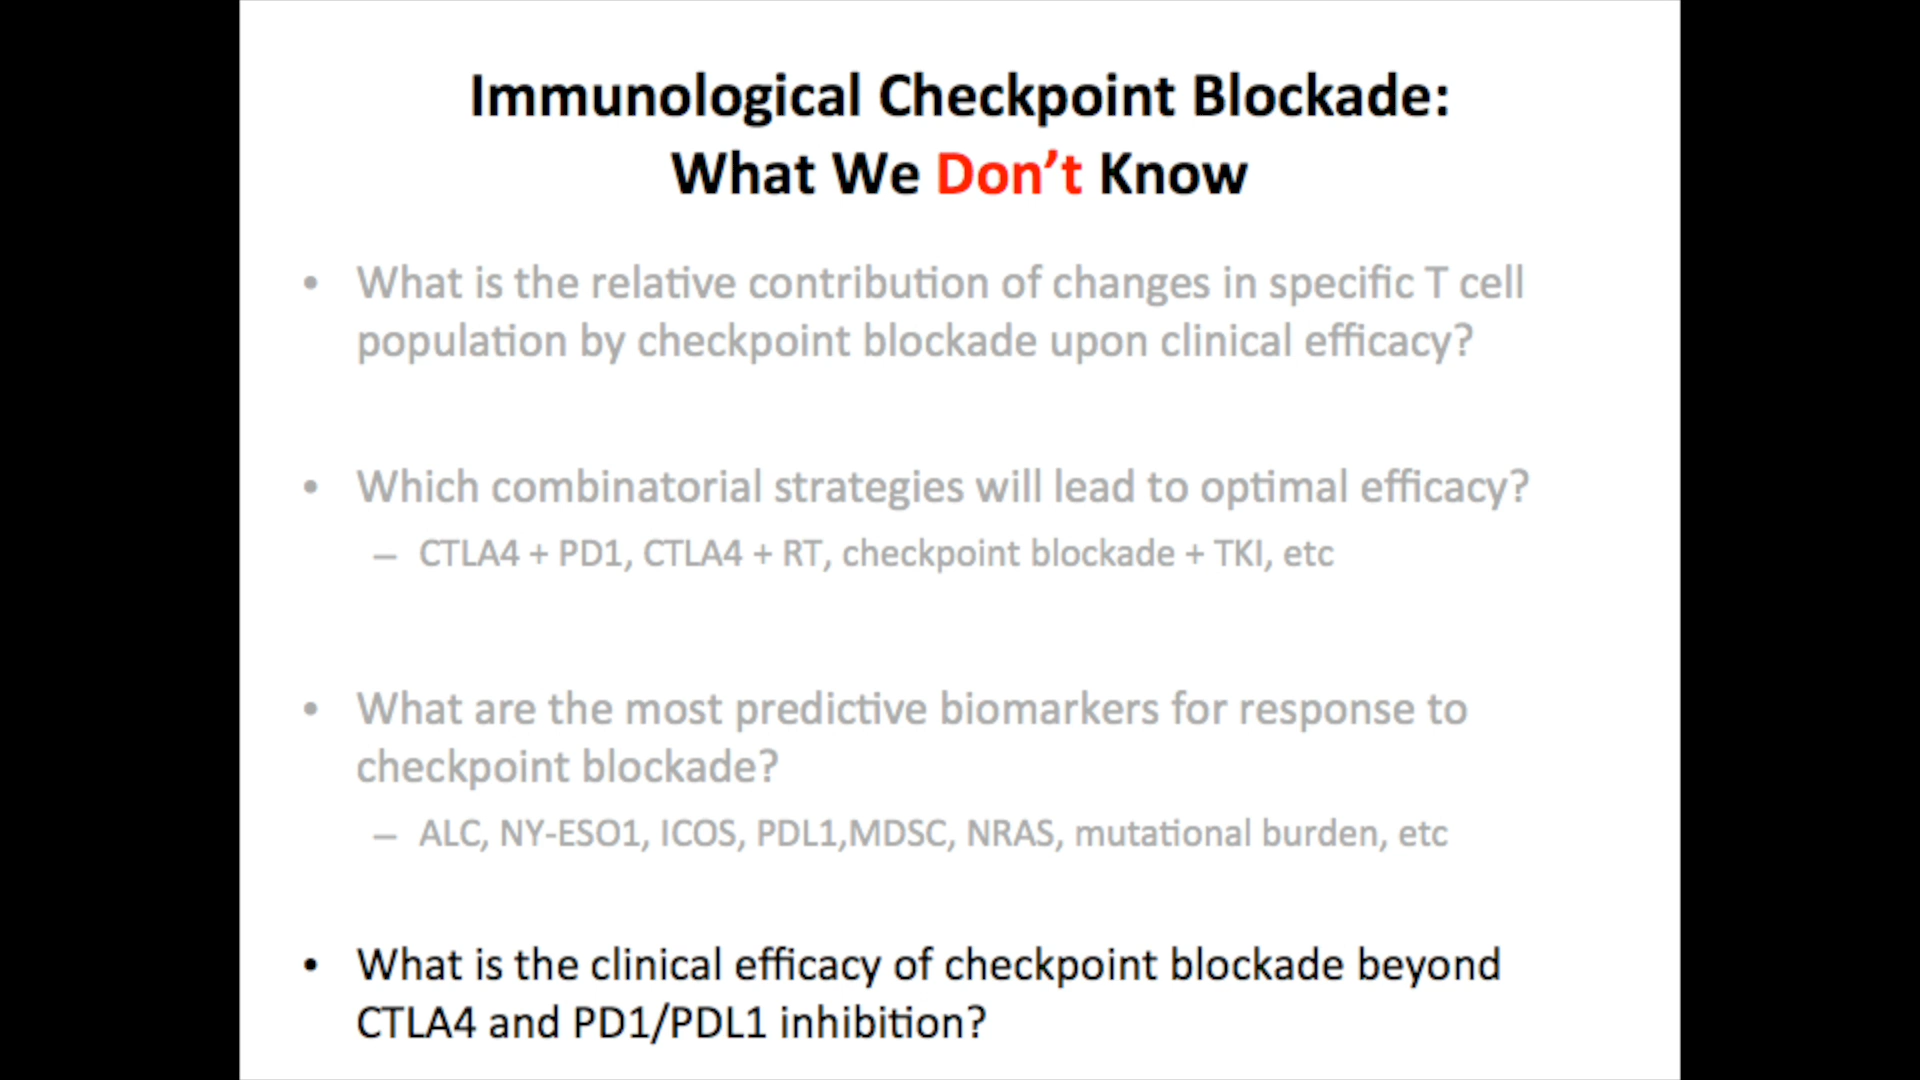 Immunological Checkpoint Blockade:
What We Don’t Know
• What is the relative contribution of changes in specific T cell
population by checkpoint blockade upon clinical efficacy?
• Which combinatorial strategies will lead to optimal efficacy?
– CTLA4 + PD1, CTLA4 + RT, checkpoint blockade + TKI, etc
• What are the most predictive biomarkers for response to
checkpoint blockade?
– ALC, NY-ESO1, ICOS, PDL1,MDSC, NRAS, mutational burden, etc
• What is the clinical efficacy of checkpoint blockade beyond
CTLA4 and PD1/PDL1 inhibition?